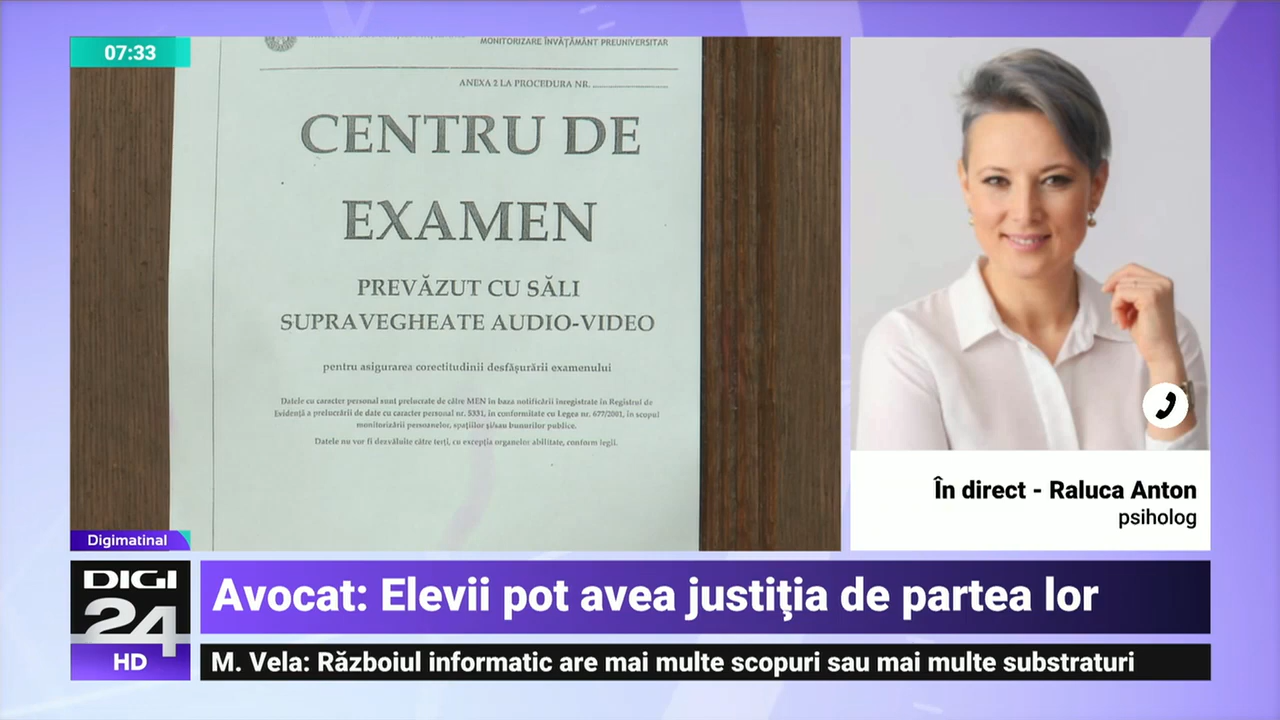 07:33
MONITORIZARE ÎNVĂȚĂMÂNT PREUNIVERSITAR
ANEXA 2 LA PROCEDURA NR.
CENTRU DE
EXAMEN
PREVĂZUT CU SĂLI
SUPRAVEGHEATE AUDIO-VIDEO
pentru asigurarea corectitudinii desfășurării examenului
Datele cu caracter personal sunt prelucrate de către MEN în baza notificării înregistrate în Registrul de
Evidență a prelucrării de date cu caracter personal nr. 5331, în conformitate cu Legea nr. 677/2001, în scopul
monitorizării persoanelor, spațiilor și/sau bunurilor publice.
Datele nu vor fi dezvăluite către terți, cu excepția organelor abilitate, conform legii.
În direct - Raluca Anton
psiholog
Digimatinal
DIGI
24
HD
Avocat: Elevii pot avea justiția de partea lor
M. Vela: Războiul informatic are mai multe scopuri sau mai multe substraturi